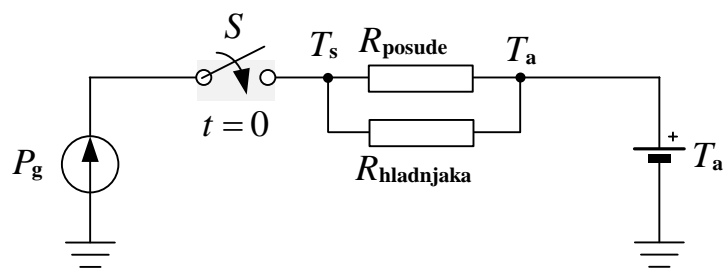 S
T_s
R_posude
T_a
t = 0
P_g
R_hladnjaka
+
T_a